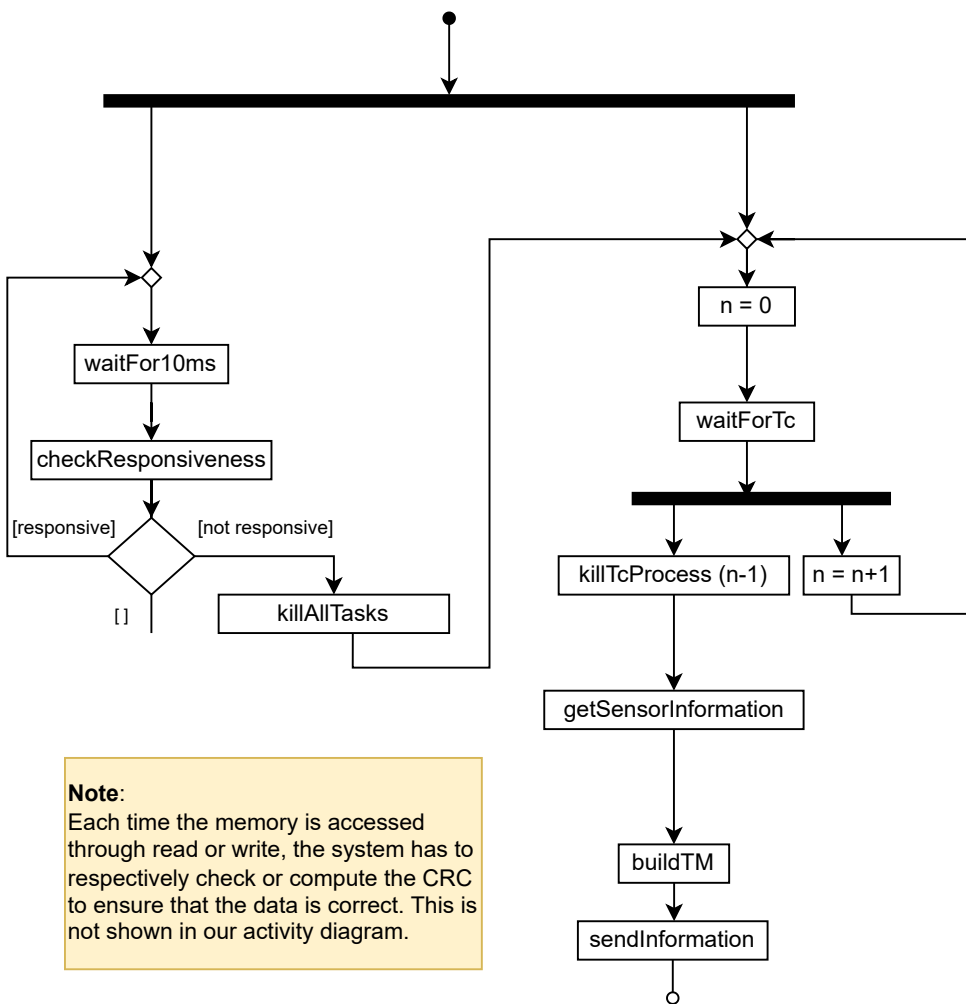 n = 0
waitFor10ms
waitForTc
checkResponsiveness
[responsive]
[not responsive]
killTcProcess (n-1)
n = n+1
[ ]
killAllTasks
getSensorInformation
Note:
Each time the memory is accessed
through read or write, the system has to
respectively check or compute the CRC
to ensure that the data is correct. This is
not shown in our activity diagram.
buildTM
sendInformation